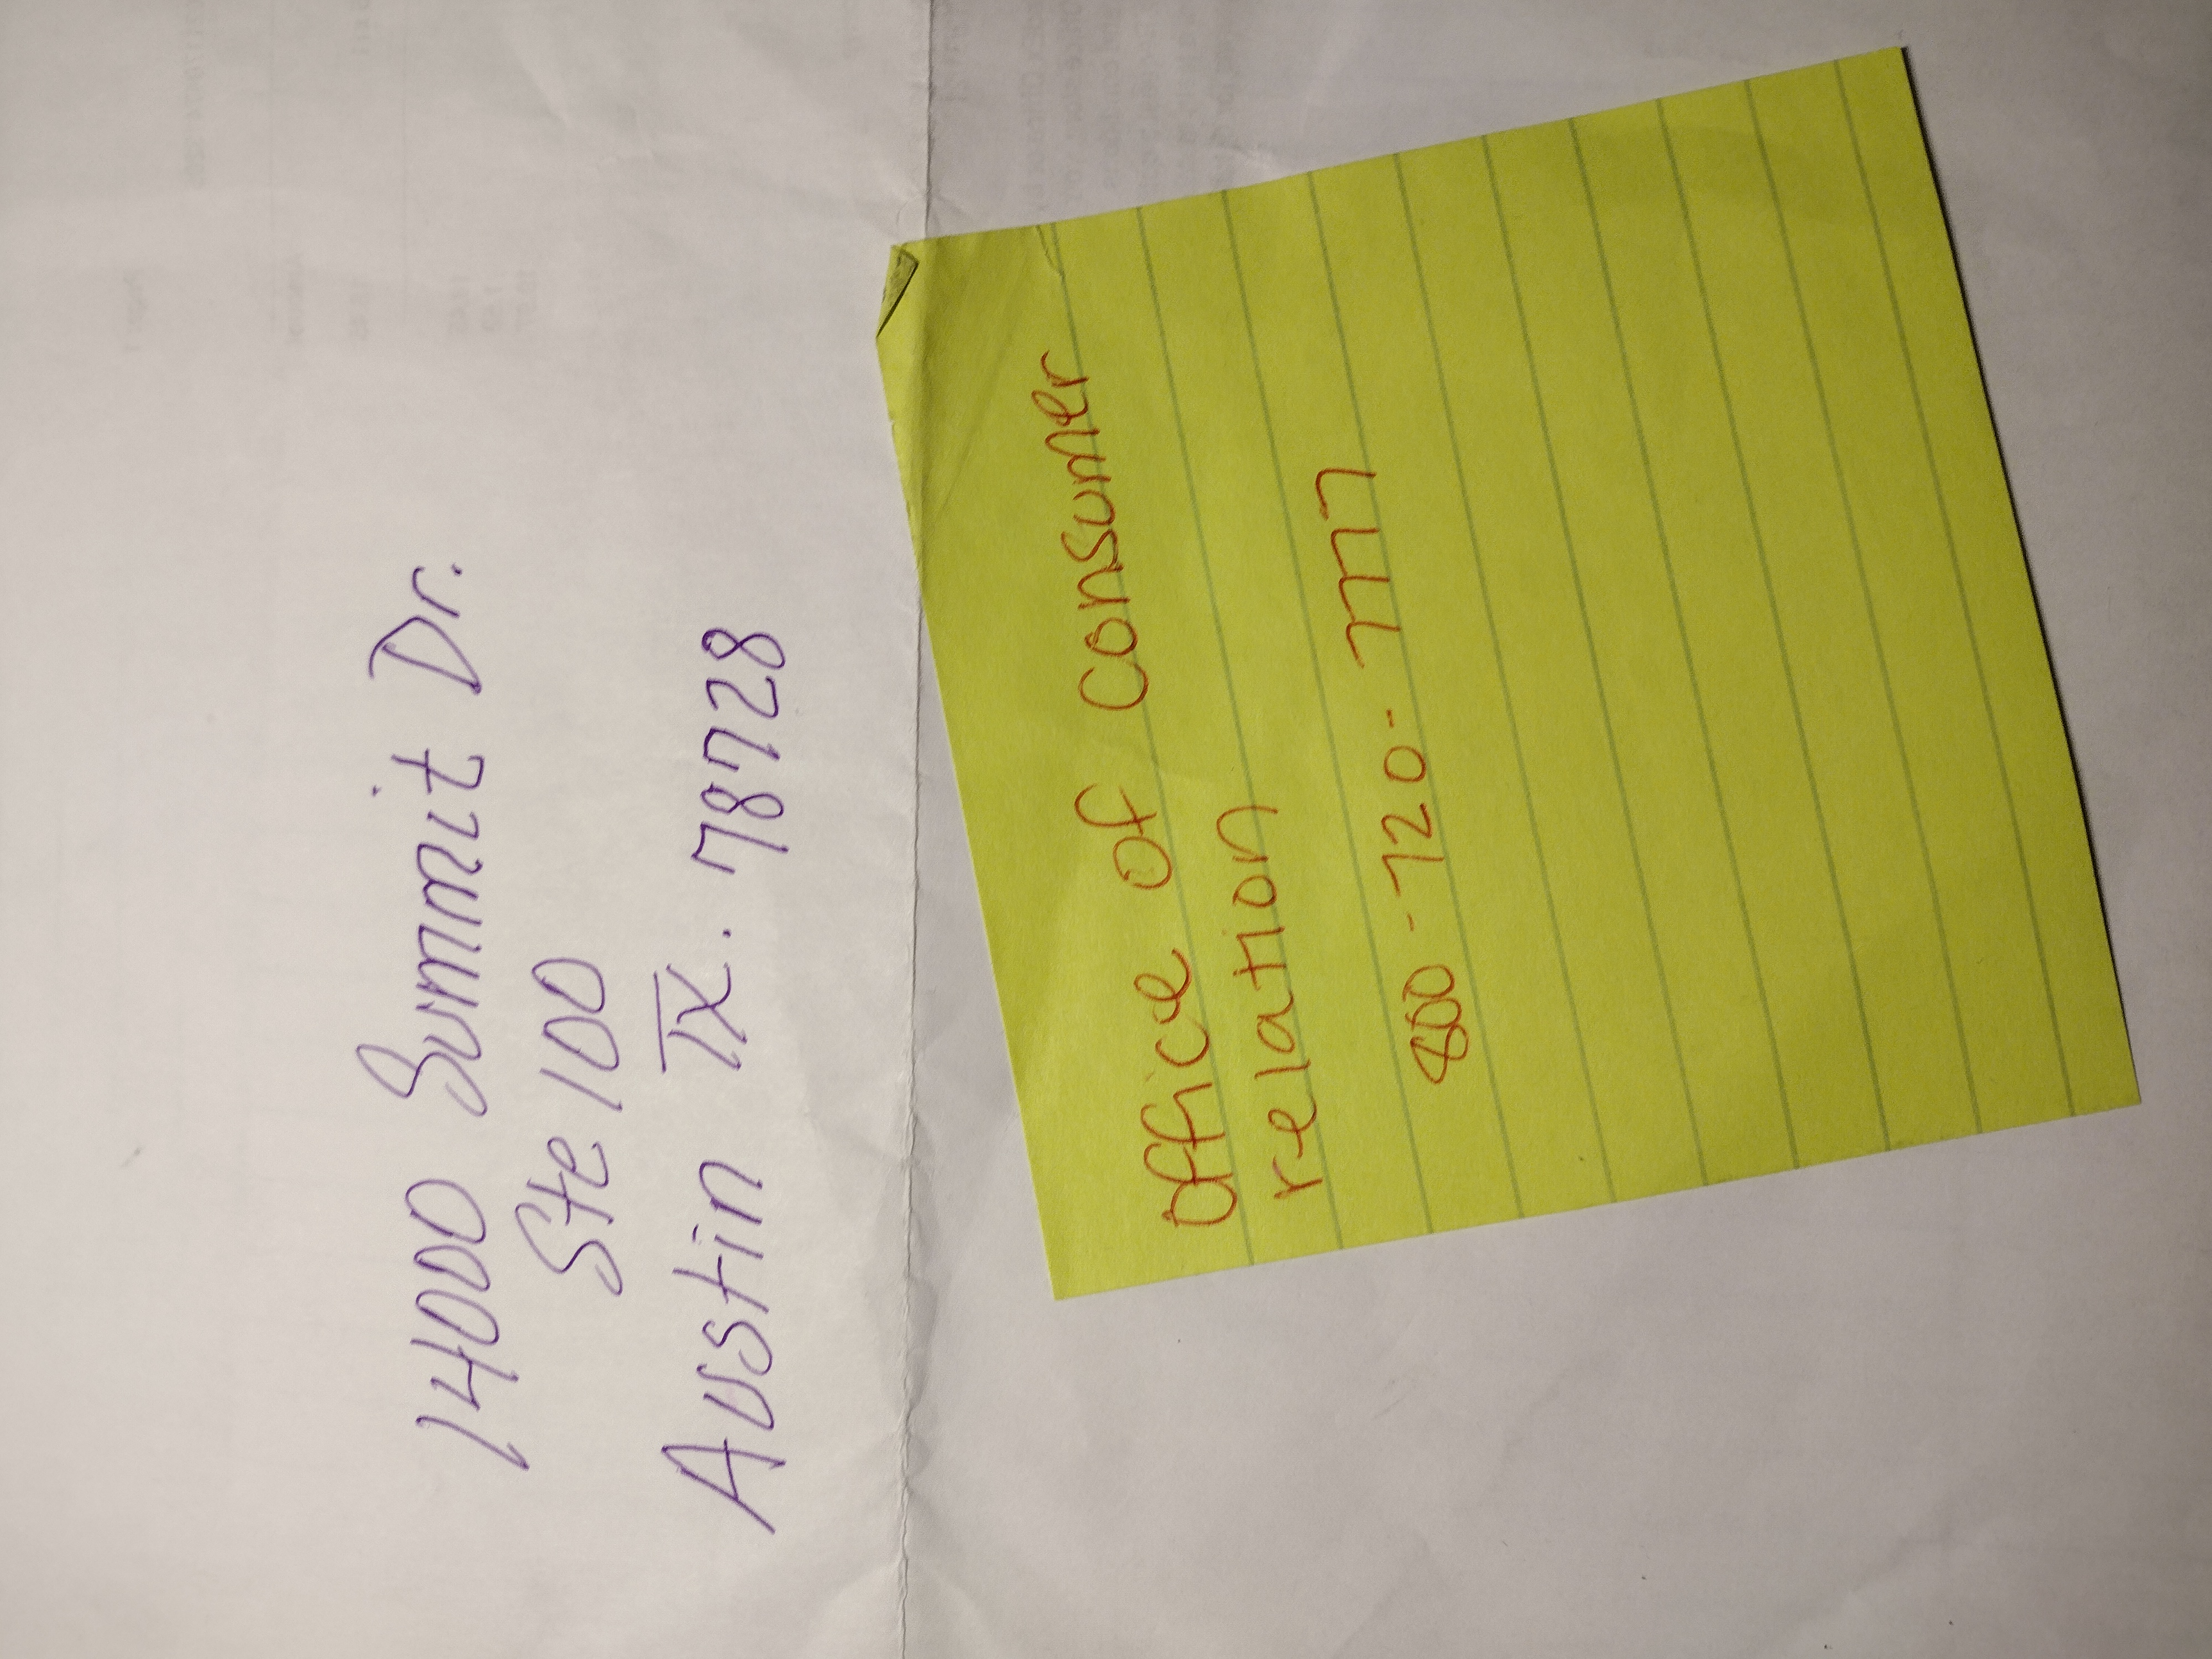 14000 Summit Dr.
Ste 100
Austin TX. 78728
Office of consumer
relation
800-720-7777